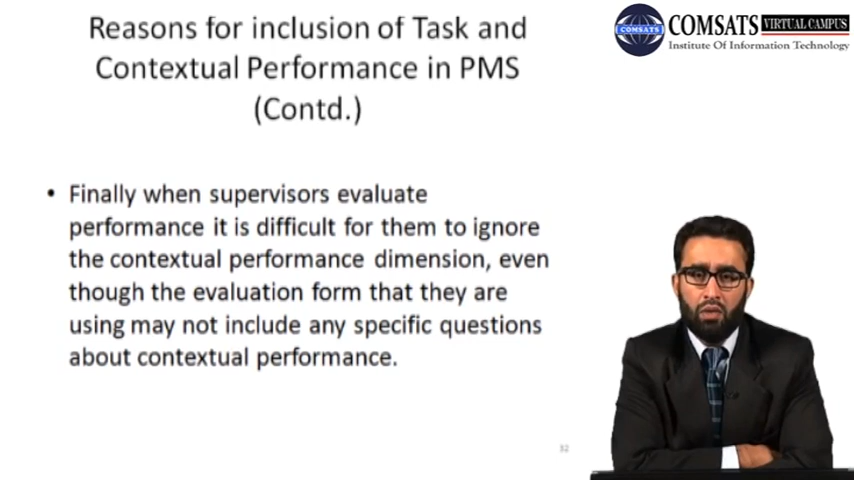 Reasons for inclusion of Task and
Contextual Performance in PMS
(Contd.)
COMSATS
COMSATS VIRTUAL CAMPUS
Institute Of Information Technology
• Finally when supervisors evaluate
performance it is difficult for them to ignore
the contextual performance dimension, even
though the evaluation form that they are
using may not include any specific questions
about contextual performance.
32